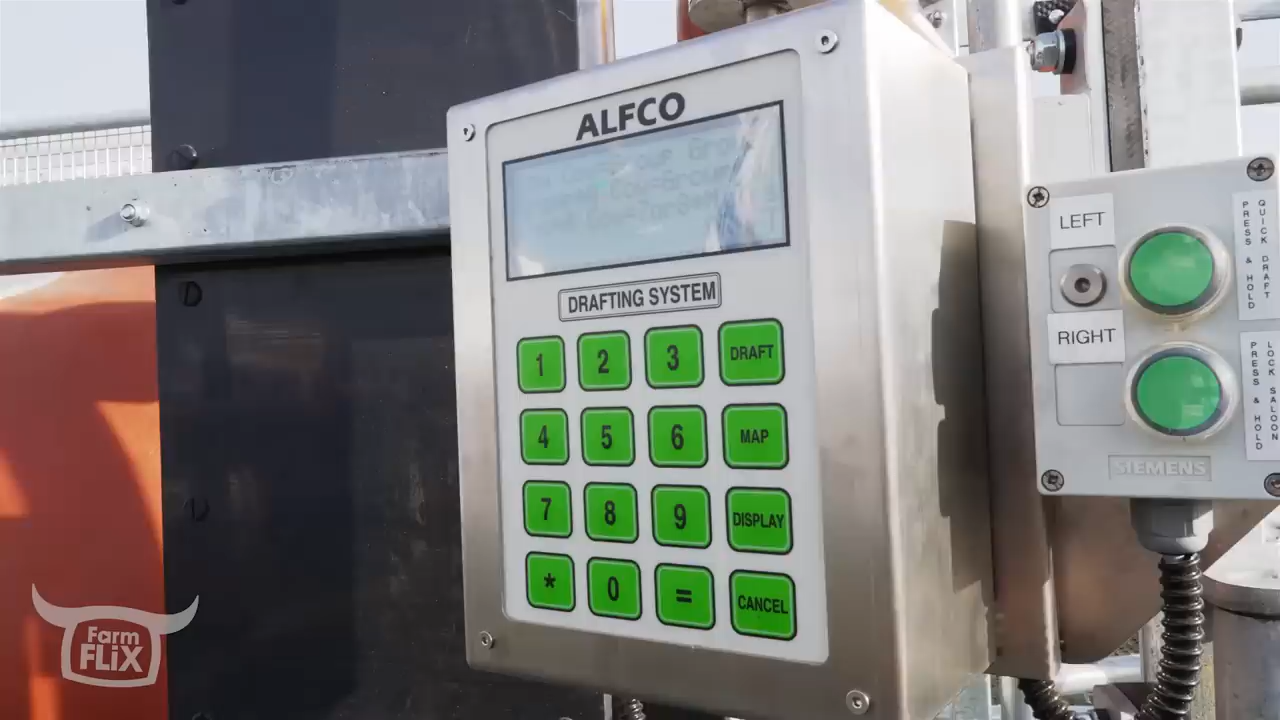 ALFCO
DRAFTING SYSTEM
1 2 3 DRAFT
4 5 6 MAP
7 8 9 DISPLAY
* 0 = CANCEL
LEFT
RIGHT
PRESS & HOLD
QUICK DRAFT
PRESS & HOLD
LOCK SALOON
SIEMENS
Farm
FLiX